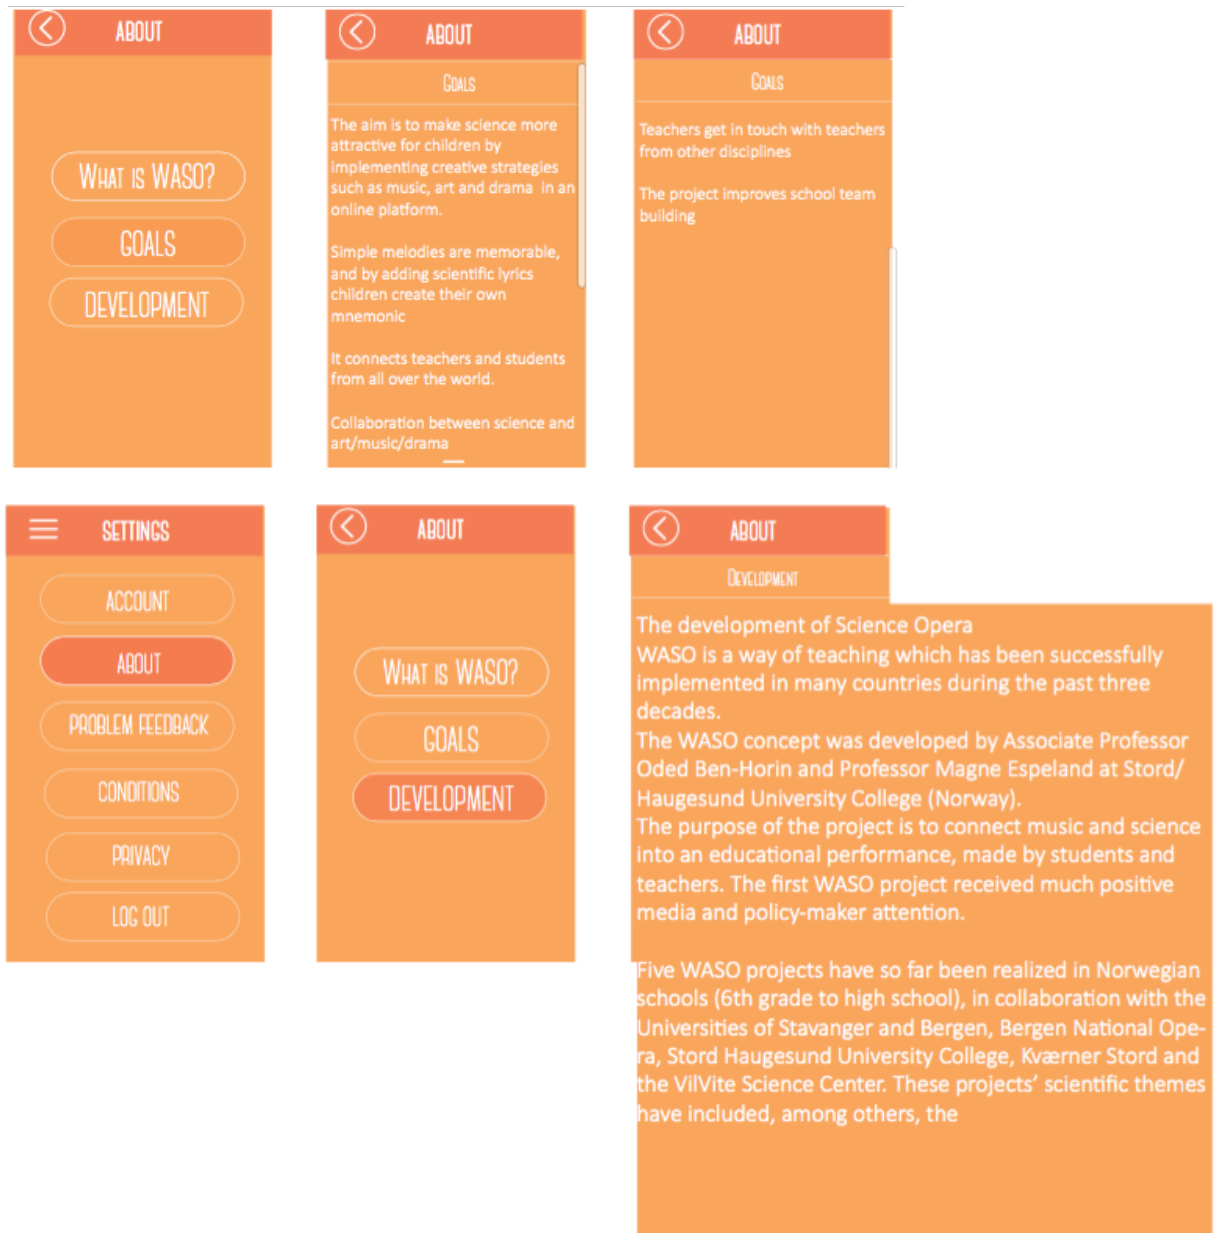 ABOUT
WHAT IS WASO?
GOALS
DEVELOPMENT
ABOUT
GOALS
The aim is to make science more
attractive for children by
implementing creative strategies
such as music, art and drama in an
online platform.
Simple melodies are memorable,
and by adding scientific lyrics
children create their own
mnemonic
It connects teachers and students
from all over the world.
Collaboration between science and
art/music/drama
ABOUT
GOALS
Teachers get in touch with teachers
from other disciplines
The project improves school team
building
SETTINGS
ACCOUNT
ABOUT
PROBLEM FEEDBACK
CONDITIONS
PRIVACY
LOG OUT
ABOUT
WHAT IS WASO?
GOALS
DEVELOPMENT
ABOUT
DEVELOPMENT
The development of Science Opera
WASO is a way of teaching which has been successfully
implemented in many countries during the past three
decades.
The WASO concept was developed by Associate Professor
Oded Ben-Horin and Professor Magne Espeland at Stord/
Haugesund University College (Norway).
The purpose of the project is to connect music and science
into an educational performance, made by students and
teachers. The first WASO project received much positive
media and policy-maker attention.
Five WASO projects have so far been realized in Norwegian
schools (6th grade to high school), in collaboration with the
Universities of Stavanger and Bergen, Bergen National Ope-
ra, Stord Haugesund University College, Kværner Stord and
the VilVite Science Center. These projects’ scientific themes
have included, among others, the